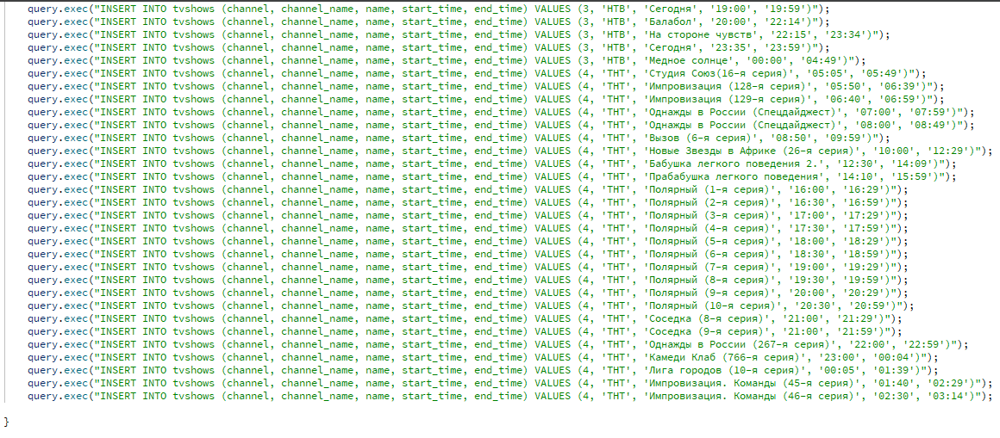 query.exec("INSERT INTO tvshows (channel, channel_name, name, start_time, end_time) VALUES (3, 'НТВ', 'Сегодня', '19:00', '19:59')");
query.exec("INSERT INTO tvshows (channel, channel_name, name, start_time, end_time) VALUES (3, 'НТВ', 'Балабол', '20:00', '22:14')");
query.exec("INSERT INTO tvshows (channel, channel_name, name, start_time, end_time) VALUES (3, 'НТВ', 'На стороне чувств', '22:15', '23:34')");
query.exec("INSERT INTO tvshows (channel, channel_name, name, start_time, end_time) VALUES (3, 'НТВ', 'Сегодня', '23:35', '23:59')");
query.exec("INSERT INTO tvshows (channel, channel_name, name, start_time, end_time) VALUES (3, 'НТВ', 'Медное солнце', '00:00', '04:49')");
query.exec("INSERT INTO tvshows (channel, channel_name, name, start_time, end_time) VALUES (4, 'ТНТ', 'Студия Союз(16-я серия)', '05:05', '05:49')");
query.exec("INSERT INTO tvshows (channel, channel_name, name, start_time, end_time) VALUES (4, 'ТНТ', 'Импровизация (128-я серия)', '05:50', '06:39')");
query.exec("INSERT INTO tvshows (channel, channel_name, name, start_time, end_time) VALUES (4, 'ТНТ', 'Импровизация (129-я серия)', '06:40', '06:59')");
query.exec("INSERT INTO tvshows (channel, channel_name, name, start_time, end_time) VALUES (4, 'ТНТ', 'Однажды в России (Спецдайджест)', '07:00', '07:59')");
query.exec("INSERT INTO tvshows (channel, channel_name, name, start_time, end_time) VALUES (4, 'ТНТ', 'Однажды в России (Спецдайджест)', '08:00', '08:49')");
query.exec("INSERT INTO tvshows (channel, channel_name, name, start_time, end_time) VALUES (4, 'ТНТ', 'Вызов (6-я серия)', '08:50', '09:59')");
query.exec("INSERT INTO tvshows (channel, channel_name, name, start_time, end_time) VALUES (4, 'ТНТ', 'Новые Звезды в Африке (26-я серия)', '10:00', '12:29')");
query.exec("INSERT INTO tvshows (channel, channel_name, name, start_time, end_time) VALUES (4, 'ТНТ', 'Бабушка легкого поведения 2.', '12:30', '14:09')");
query.exec("INSERT INTO tvshows (channel, channel_name, name, start_time, end_time) VALUES (4, 'ТНТ', 'Прабабушка легкого поведения', '14:10', '15:59')");
query.exec("INSERT INTO tvshows (channel, channel_name, name, start_time, end_time) VALUES (4, 'ТНТ', 'Полярный (1-я серия)', '16:00', '16:29')");
query.exec("INSERT INTO tvshows (channel, channel_name, name, start_time, end_time) VALUES (4, 'ТНТ', 'Полярный (2-я серия)', '16:30', '16:59')");
query.exec("INSERT INTO tvshows (channel, channel_name, name, start_time, end_time) VALUES (4, 'ТНТ', 'Полярный (3-я серия)', '17:00', '17:29')");
query.exec("INSERT INTO tvshows (channel, channel_name, name, start_time, end_time) VALUES (4, 'ТНТ', 'Полярный (4-я серия)', '17:30', '17:59')");
query.exec("INSERT INTO tvshows (channel, channel_name, name, start_time, end_time) VALUES (4, 'ТНТ', 'Полярный (5-я серия)', '18:00', '18:29')");
query.exec("INSERT INTO tvshows (channel, channel_name, name, start_time, end_time) VALUES (4, 'ТНТ', 'Полярный (6-я серия)', '18:30', '18:59')");
query.exec("INSERT INTO tvshows (channel, channel_name, name, start_time, end_time) VALUES (4, 'ТНТ', 'Полярный (7-я серия)', '19:00', '19:29')");
query.exec("INSERT INTO tvshows (channel, channel_name, name, start_time, end_time) VALUES (4, 'ТНТ', 'Полярный (8-я серия)', '19:30', '19:59')");
query.exec("INSERT INTO tvshows (channel, channel_name, name, start_time, end_time) VALUES (4, 'ТНТ', 'Полярный (9-я серия)', '20:00', '20:29')");
query.exec("INSERT INTO tvshows (channel, channel_name, name, start_time, end_time) VALUES (4, 'ТНТ', 'Полярный (10-я серия)', '20:30', '20:59')");
query.exec("INSERT INTO tvshows (channel, channel_name, name, start_time, end_time) VALUES (4, 'ТНТ', 'Соседка (8-я серия)', '21:00', '21:29')");
query.exec("INSERT INTO tvshows (channel, channel_name, name, start_time, end_time) VALUES (4, 'ТНТ', 'Соседка (9-я серия)', '21:00', '21:59')");
query.exec("INSERT INTO tvshows (channel, channel_name, name, start_time, end_time) VALUES (4, 'ТНТ', 'Однажды в России (267-я серия)', '22:00', '22:59')");
query.exec("INSERT INTO tvshows (channel, channel_name, name, start_time, end_time) VALUES (4, 'ТНТ', 'Камеди Клаб (766-я серия)', '23:00', '00:04')");
query.exec("INSERT INTO tvshows (channel, channel_name, name, start_time, end_time) VALUES (4, 'ТНТ', 'Лига городов (10-я серия)', '00:05', '01:39')");
query.exec("INSERT INTO tvshows (channel, channel_name, name, start_time, end_time) VALUES (4, 'ТНТ', 'Импровизация. Команды (45-я серия)', '01:40', '02:29')");
query.exec("INSERT INTO tvshows (channel, channel_name, name, start_time, end_time) VALUES (4, 'ТНТ', 'Импровизация. Команды (46-я серия)', '02:30', '03:14')");
}